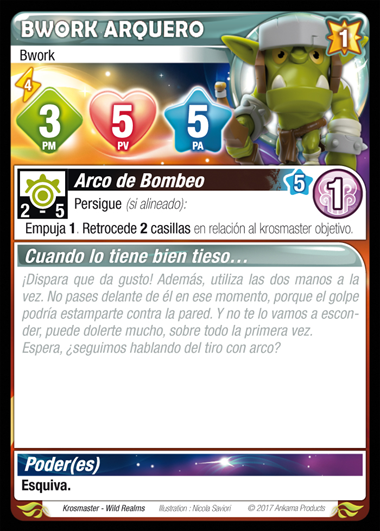 BWORK ARQUERO
1
Bwork
4
3
PM
5
PV
5
PA
Arco de Bombeo
5
1
2 - 5
Persigue (si alineado):
Empuja 1. Retrocede 2 casillas en relación al krosmaster objetivo.
Cuando lo tiene bien tieso...
¡Dispara que da gusto! Además, utiliza las dos manos a la
vez. No pases delante de él en ese momento, porque el golpe
podría estamparte contra la pared. Y no te lo vamos a escon-
der, puede dolerte mucho, sobre todo la primera vez.
Espera, ¿seguimos hablando del tiro con arco?
Poder(es)
Esquiva.
Krosmaster - Wild Realms
Illustration : Nicola Saviori
© 2017 Ankama Products